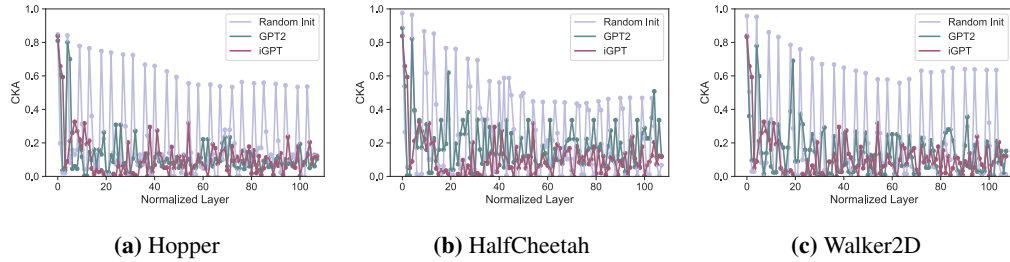 1.0
0.8
0.6
0.4
0.2
0.0
CKA
0 20 40 60 80 100
Normalized Layer
Random Init
GPT2
iGPT
(a) Hopper
1.0
0.8
0.6
0.4
0.2
0.0
CKA
0 20 40 60 80 100
Normalized Layer
Random Init
GPT2
iGPT
(b) HalfCheetah
1.0
0.8
0.6
0.4
0.2
0.0
CKA
0 20 40 60 80 100
Normalized Layer
Random Init
GPT2
iGPT
(c) Walker2D